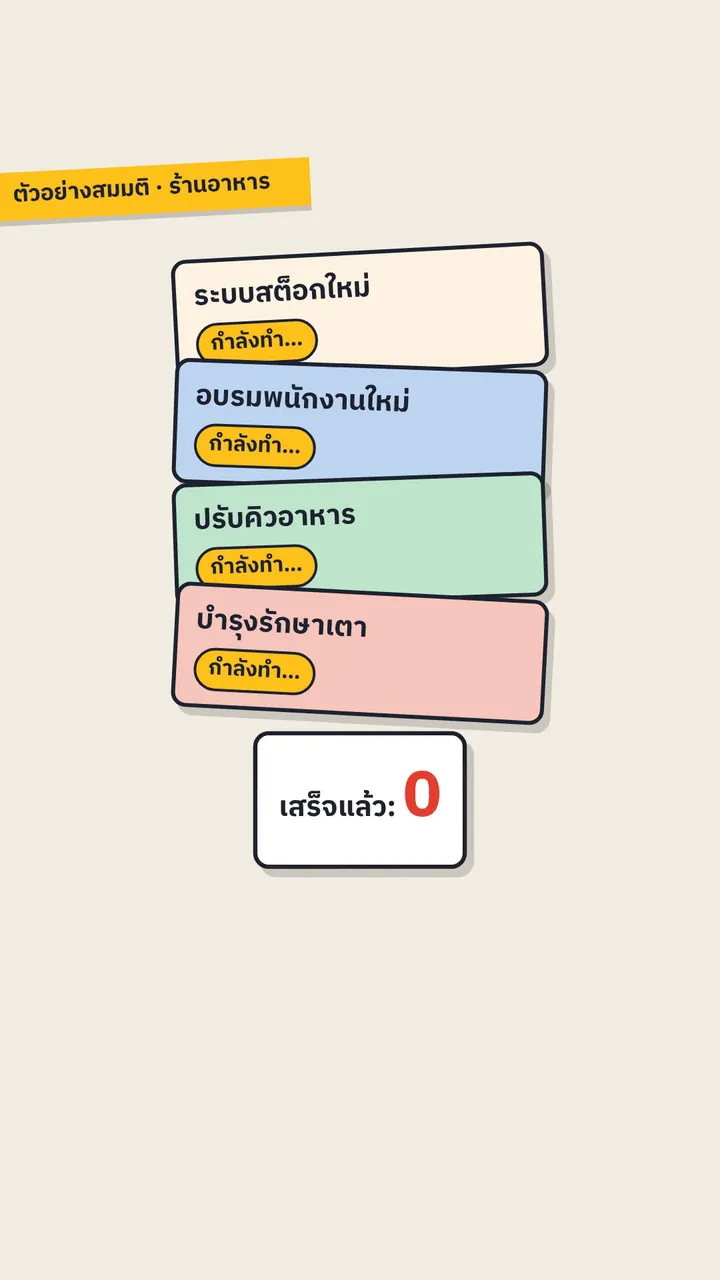 ตัวอย่างสมมติ · ร้านอาหาร
ระบบสต็อกใหม่
กำลังทำ...
อบรมพนักงานใหม่
กำลังทำ...
ปรับคิวอาหาร
กำลังทำ...
บำรุงรักษาเตา
กำลังทำ...
เสร็จแล้ว: 0